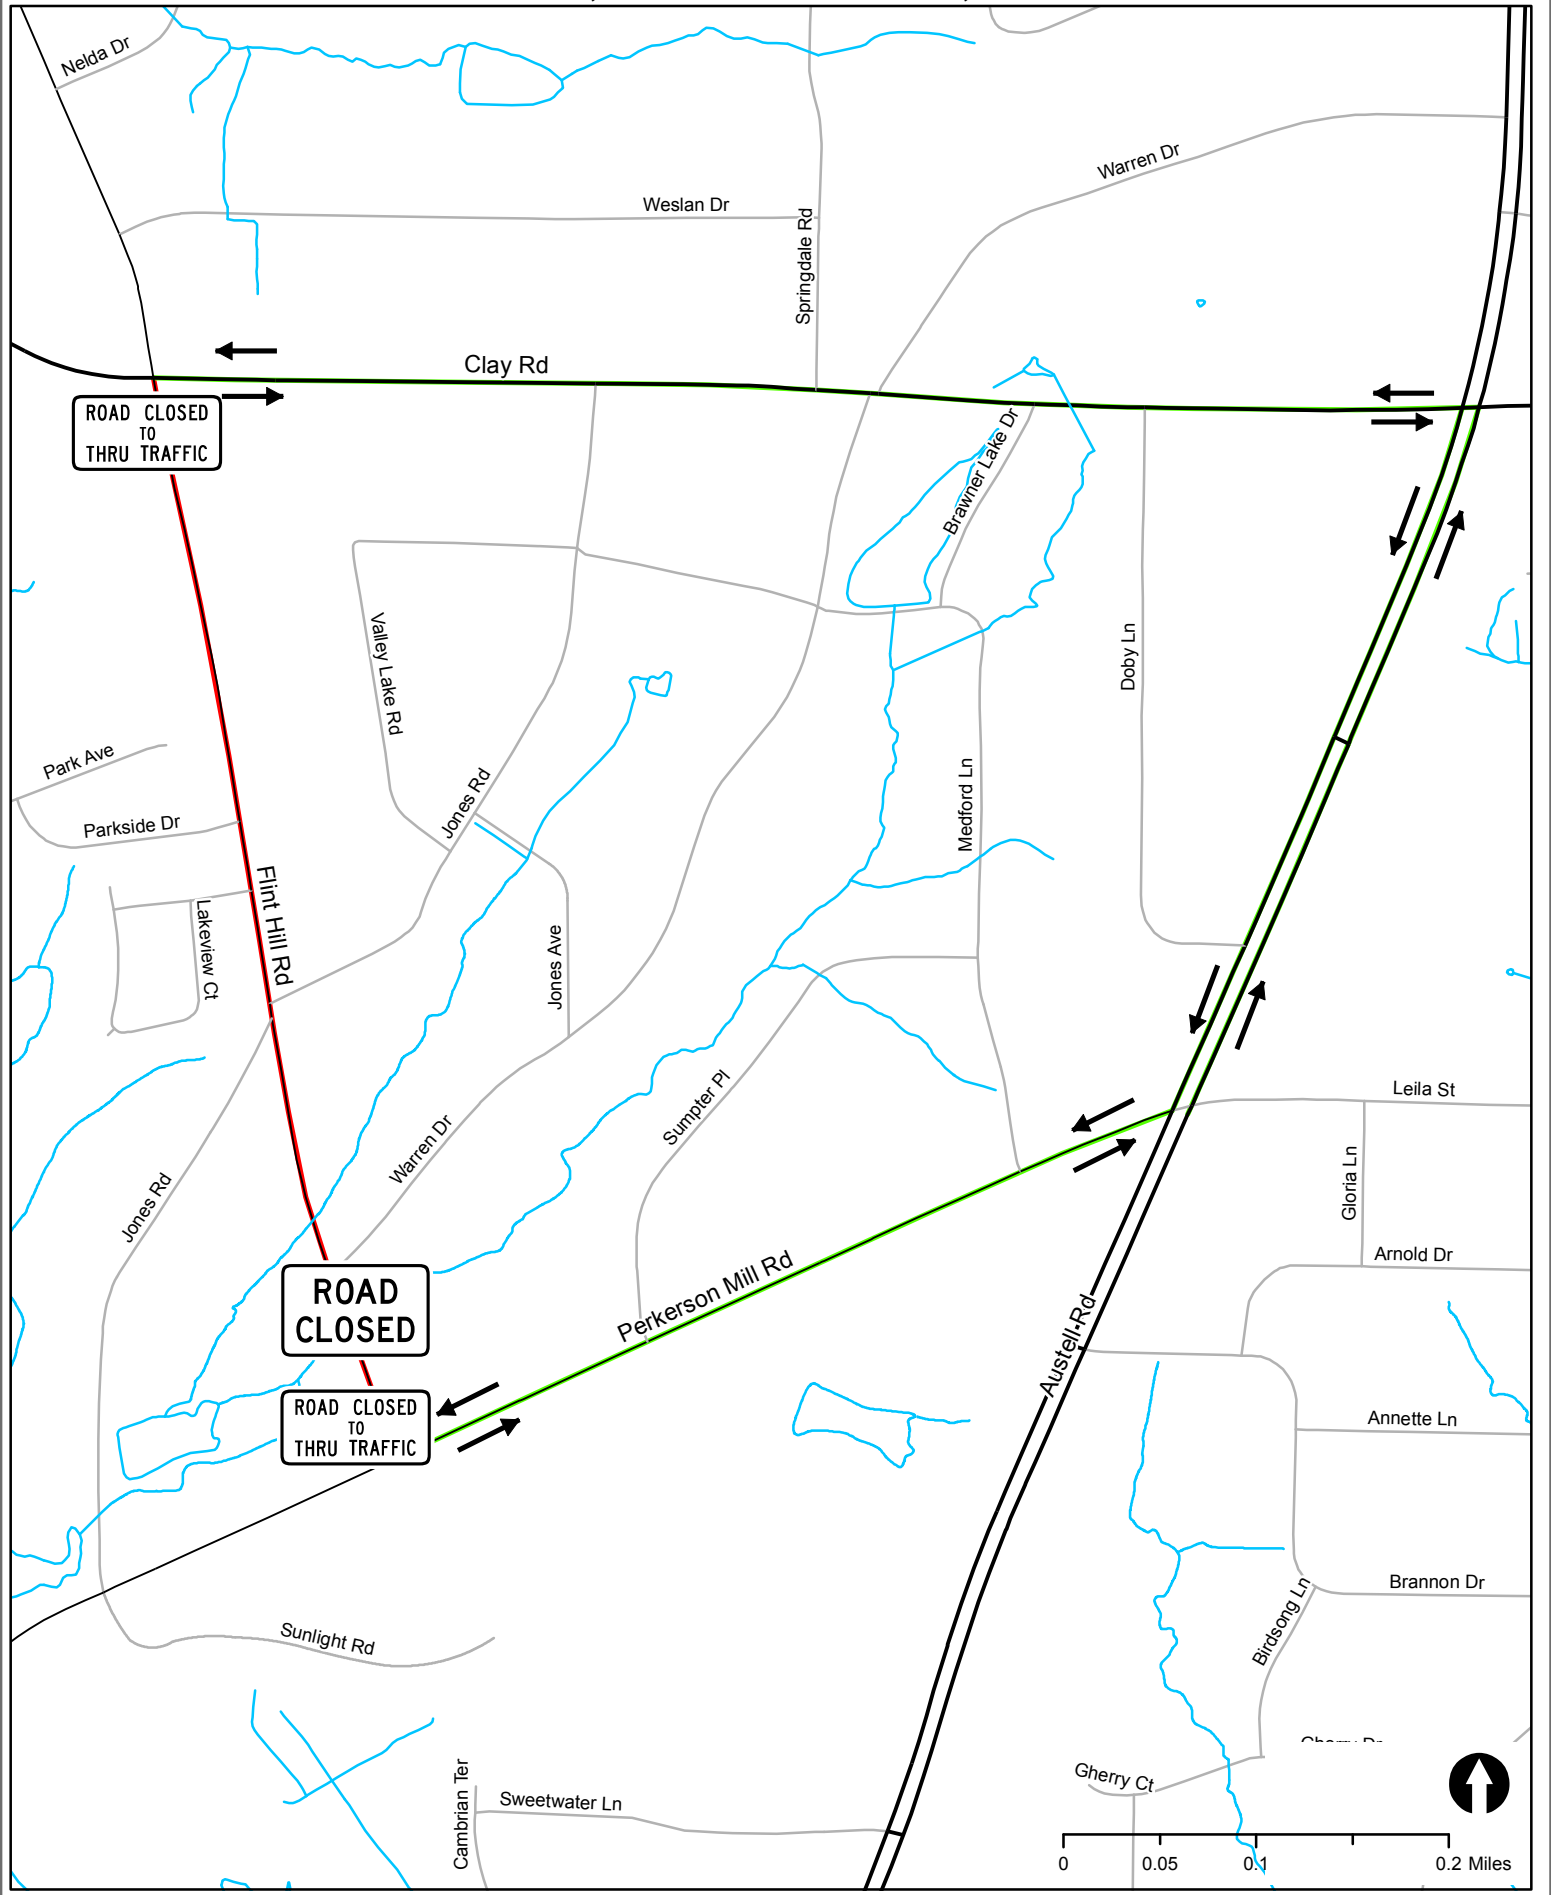 Nelda Dr
Warren Dr
Weslan Dr
Springdale Rd
Clay Rd
ROAD CLOSED
TO
THRU TRAFFIC
Brawner Lake Dr
Valley Lake Rd
Doby Ln
Park Ave
Jones Rd
Medford Ln
Parkside Dr
Flint Hill Rd
Lakeview Ct
Jones Ave
Leila St
Sumpter Pl
Warren Dr
Gloria Ln
Jones Rd
Arnold Dr
Perkerson Mill Rd
ROAD
CLOSED
Austell Rd
ROAD CLOSED
TO
THRU TRAFFIC
Annette Ln
Brannon Dr
Birdsong Ln
Sunlight Rd
Gherry Ct
Cambrian Ter
Sweetwater Ln
0 0.05 0.1 0.2 Miles